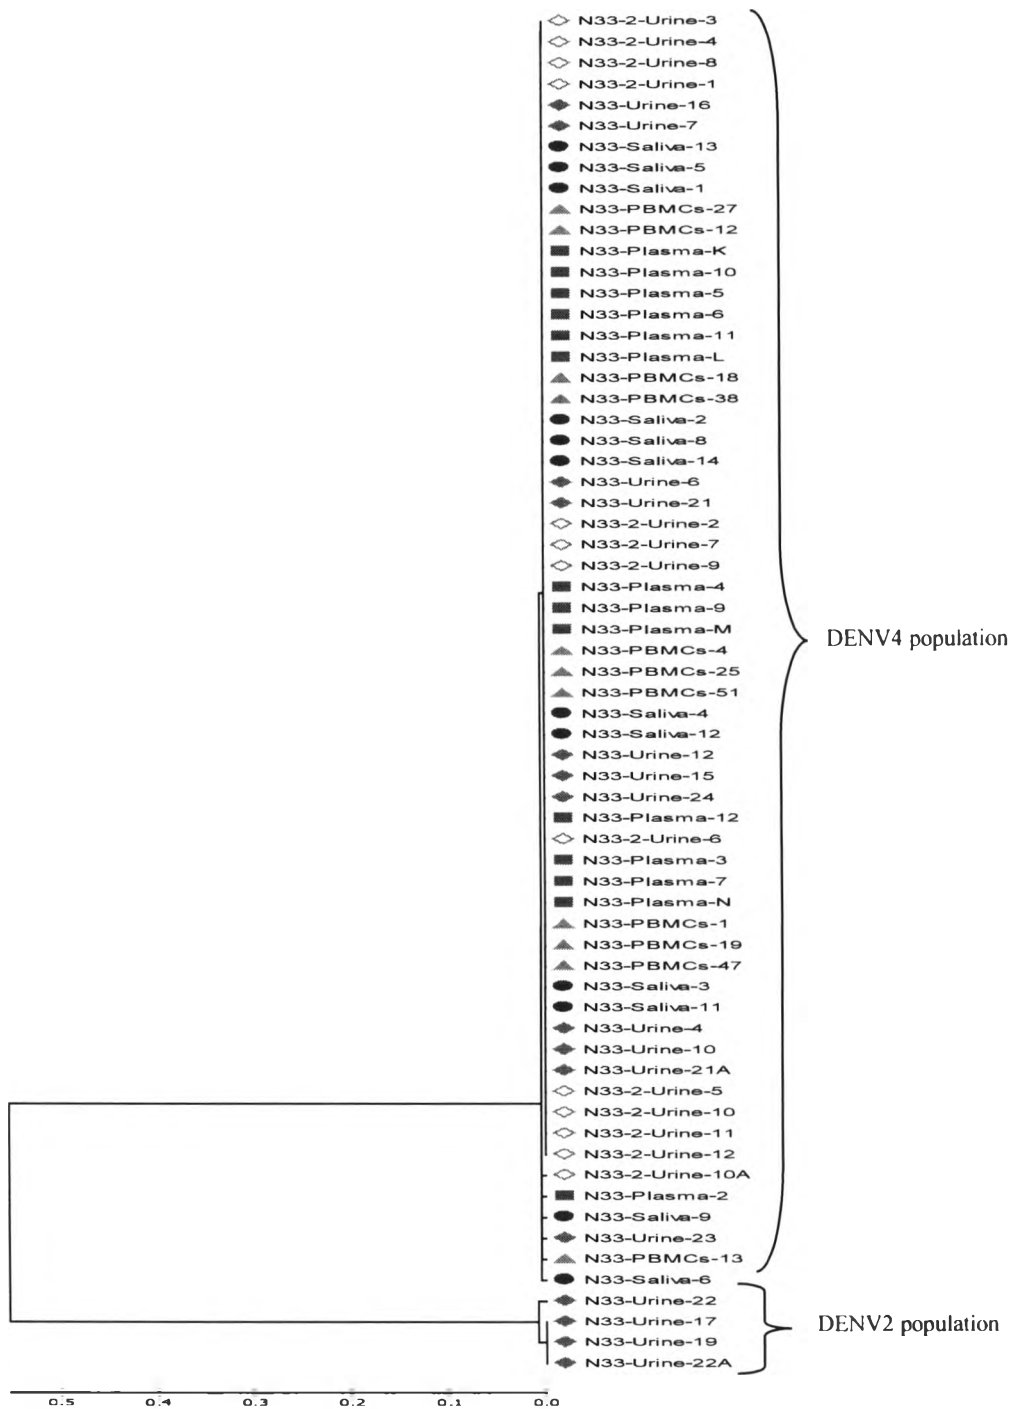 N33-2-Urine-3
N33-2-Urine-4
N33-2-Urine-8
N33-2-Urine-1
N33-Urine-16
N33-Urine-7
N33-Saliva-13
N33-Saliva-5
N33-Saliva-1
N33-PBMCs-27
N33-PBMCs-12
N33-Plasma-K
N33-Plasma-10
N33-Plasma-5
N33-Plasma-6
N33-Plasma-11
N33-Plasma-L
N33-PBMCs-18
N33-PBMCs-38
N33-Saliva-2
N33-Saliva-8
N33-Saliva-14
N33-Urine-6
N33-Urine-21
N33-2-Urine-2
N33-2-Urine-7
N33-2-Urine-9
N33-Plasma-4
N33-Plasma-9
N33-Plasma-M
DENV4 population
N33-PBMCs-4
N33-PBMCs-25
N33-PBMCs-51
N33-Saliva-4
N33-Saliva-12
N33-Urine-12
N33-Urine-15
N33-Urine-24
N33-Plasma-12
N33-2-Urine-6
N33-Plasma-3
N33-Plasma-7
N33-Plasma-N
N33-PBMCs-1
N33-PBMCs-19
N33-PBMCs-47
N33-Saliva-3
N33-Saliva-11
N33-Urine-4
N33-Urine-10
N33-Urine-21A
N33-2-Urine-5
N33-2-Urine-10
N33-2-Urine-11
N33-2-Urine-12
N33-2-Urine-10A
N33-Plasma-2
N33-Saliva-9
N33-Urine-23
N33-PBMCs-13
N33-Saliva-6
N33-Urine-22
N33-Urine-17
DENV2 population
N33-Urine-19
N33-Urine-22A
0.5 0.4 0.3 0.2 0.1 0.0